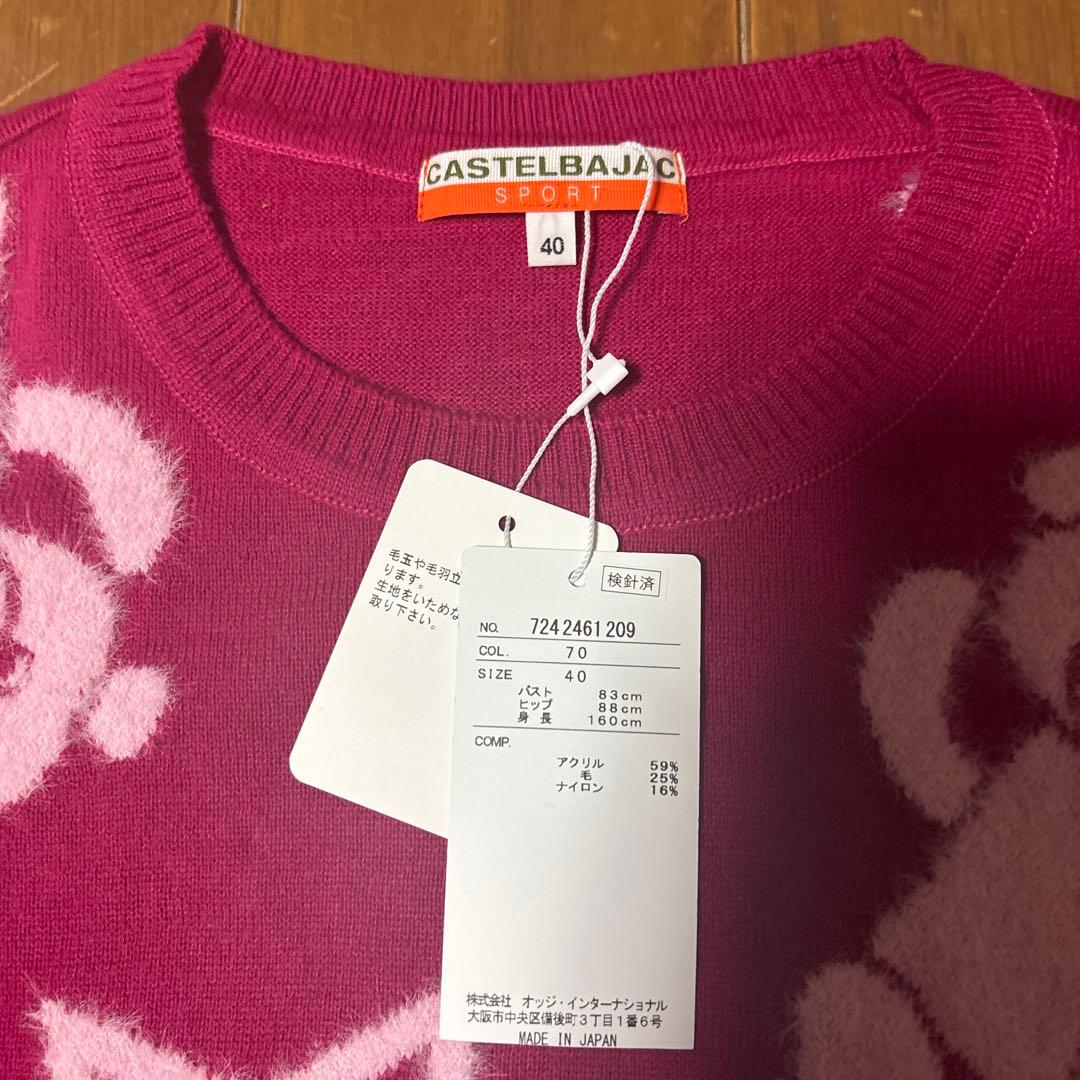 CASTELBAJAC
SPORT
40
毛玉や毛羽立
ります。
生地をいためな
取り下さい。
検針済
NO. 7242461209
COL. 70
SIZE 40
バスト 83cm
ヒップ 88cm
身長 160cm
COMP.
アクリル 59%
毛 25%
ナイロン 16%
株式会社 オッジ・インターナショナル
大阪市中央区備後町3丁目1番6号
MADE IN JAPAN